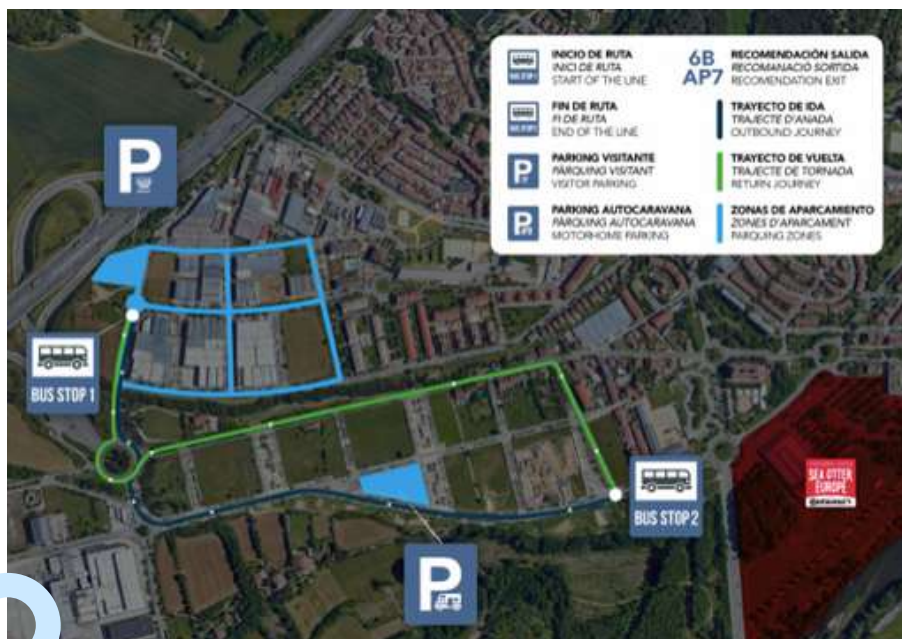 INICIO DE RUTA
INICI DE RUTA
START OF THE LINE
FIN DE RUTA
FI DE RUTA
END OF THE LINE
P
PARKING VISITANTE
PÀRQUING VISITANT
VISITOR PARKING
P
PARKING AUTOCARAVANA
PÀRQUING AUTOCARAVANA
MOTORHOME PARKING
6B
AP7
RECOMENDACIÓN SALIDA
RECOMANACIÓ SORTIDA
RECOMENDATION EXIT
TRAYECTO DE IDA
TRAJECTE D'ANADA
OUTBOUND JOURNEY
TRAYECTO DE VUELTA
TRAJECTE DE TORNADA
RETURN JOURNEY
ZONAS DE APARCAMIENTO
ZONES D'APARCAMENT
PARQUING ZONES
P
BUS STOP 1
BUS STOP 2
SEA OTTER
EUROPE
P